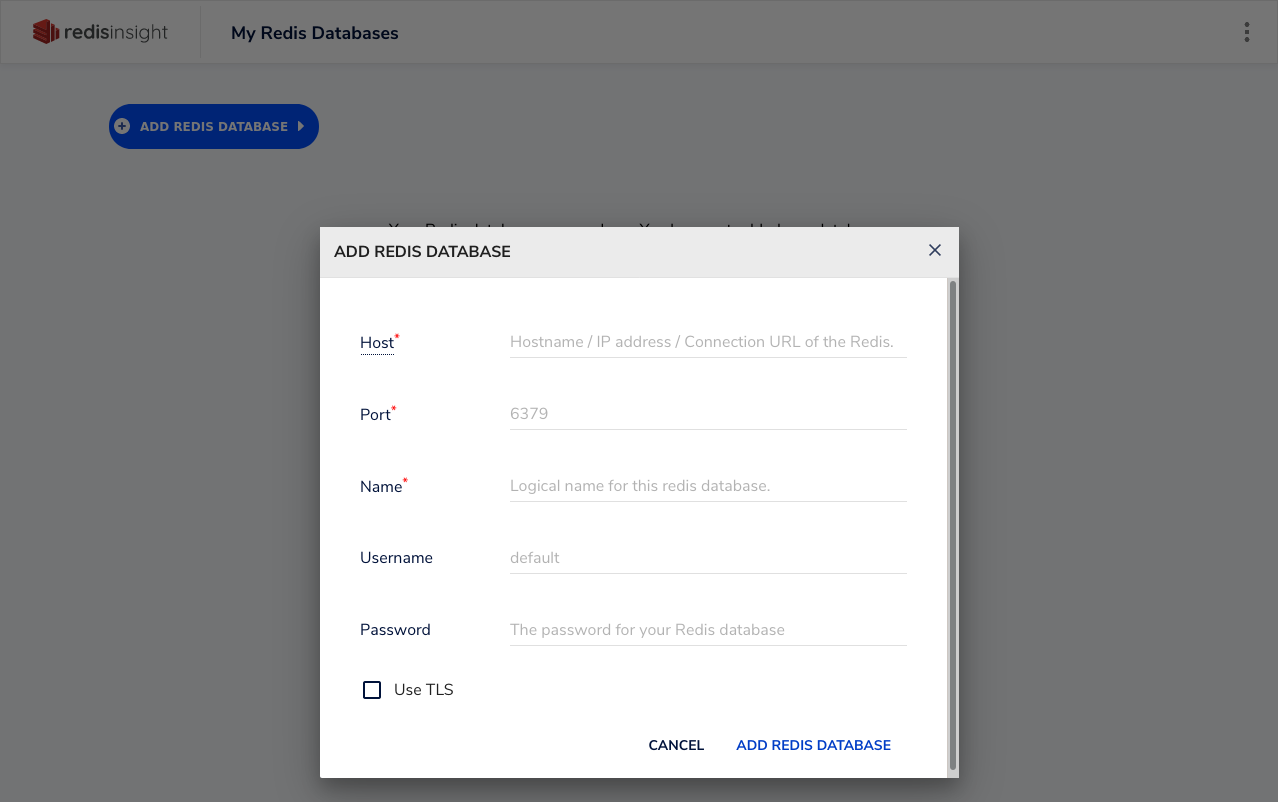 redisinsight
My Redis Databases
ADD REDIS DATABASE
ADD REDIS DATABASE
Host*
Hostname / IP address / Connection URL of the Redis.
Port*
6379
Name*
Logical name for this redis database.
Username
default
Password
The password for your Redis database
Use TLS
CANCEL
ADD REDIS DATABASE